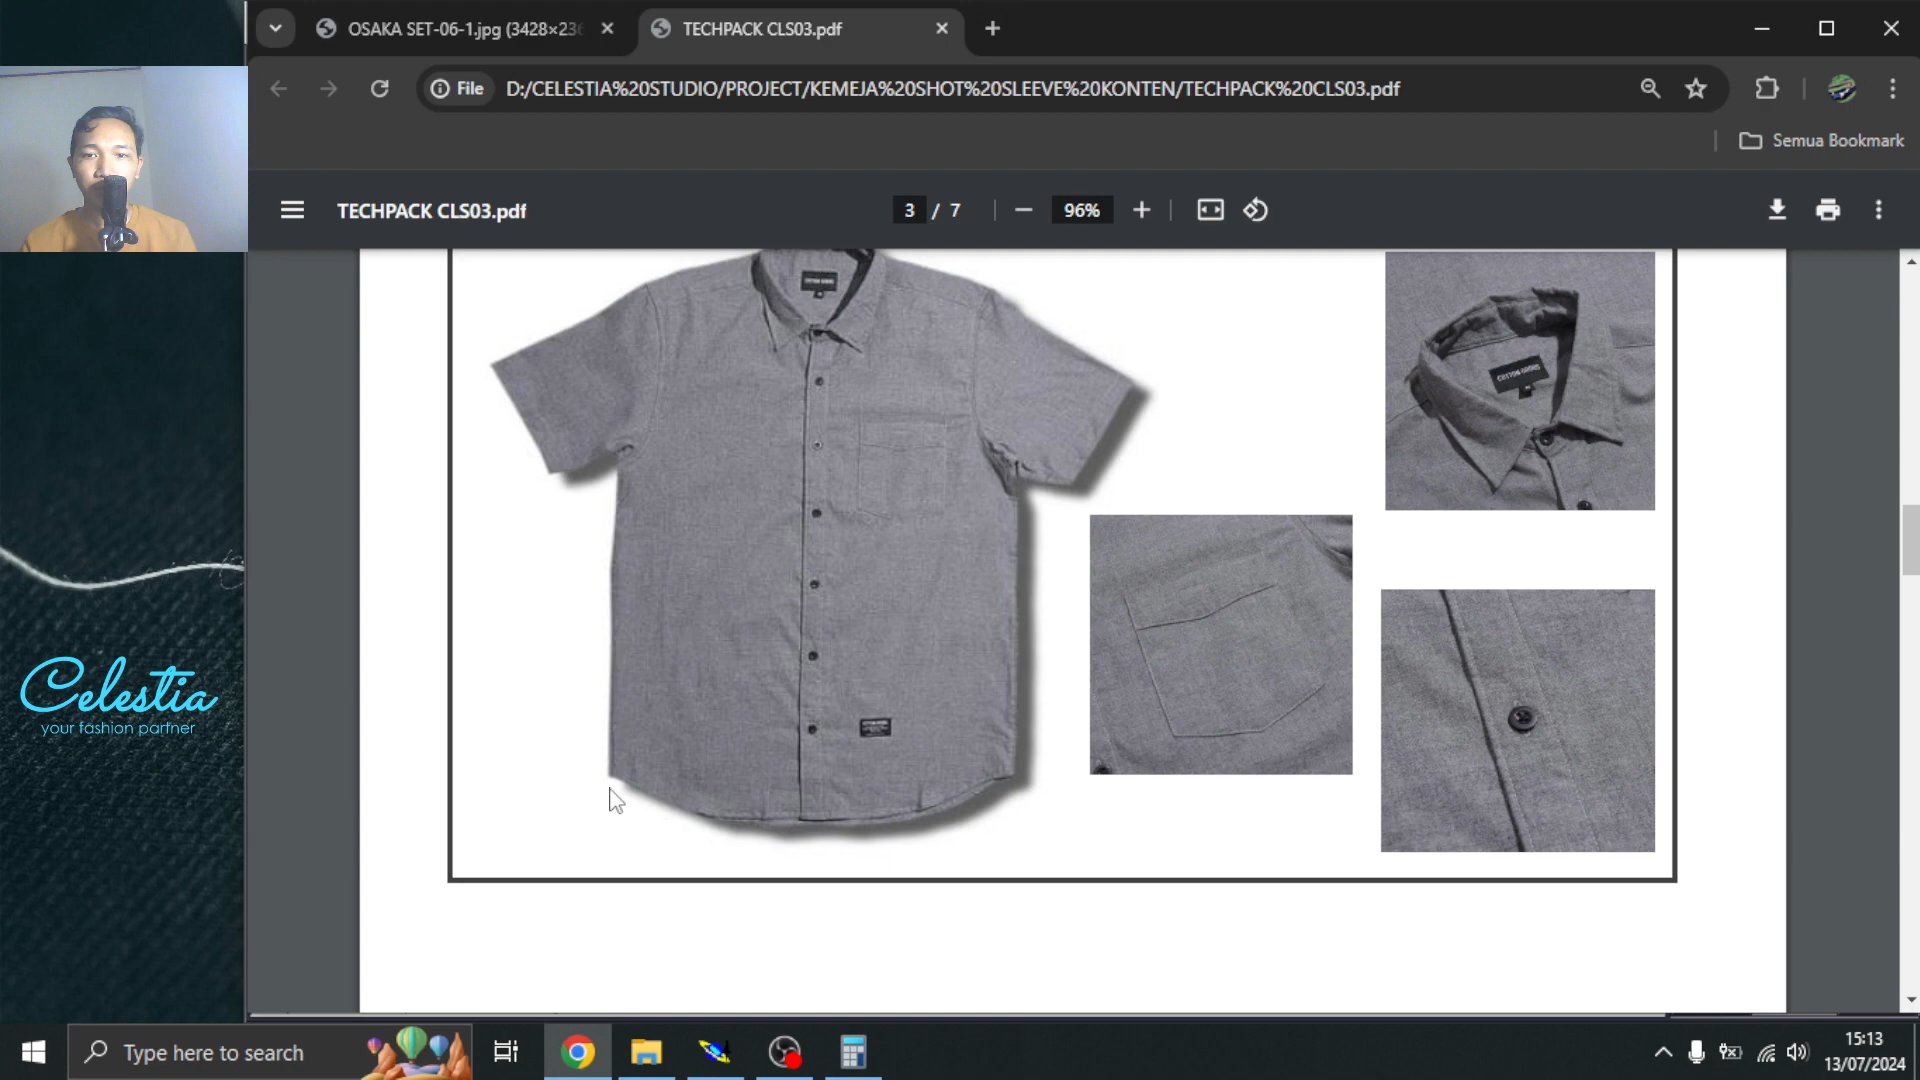 OSAKA SET-06-1.jpg (3428×236
TECHPACK CLS03.pdf
File
D:/CELESTIA%20STUDIO/PROJECT/KEMEJA%20SHOT%20SLEEVE%20KONTEN/TECHPACK%20CLS03.pdf
Semua Bookmark
TECHPACK CLS03.pdf
3 / 7
96%
Celestia
your fashion partner
Type here to search
15:13
13/07/2024